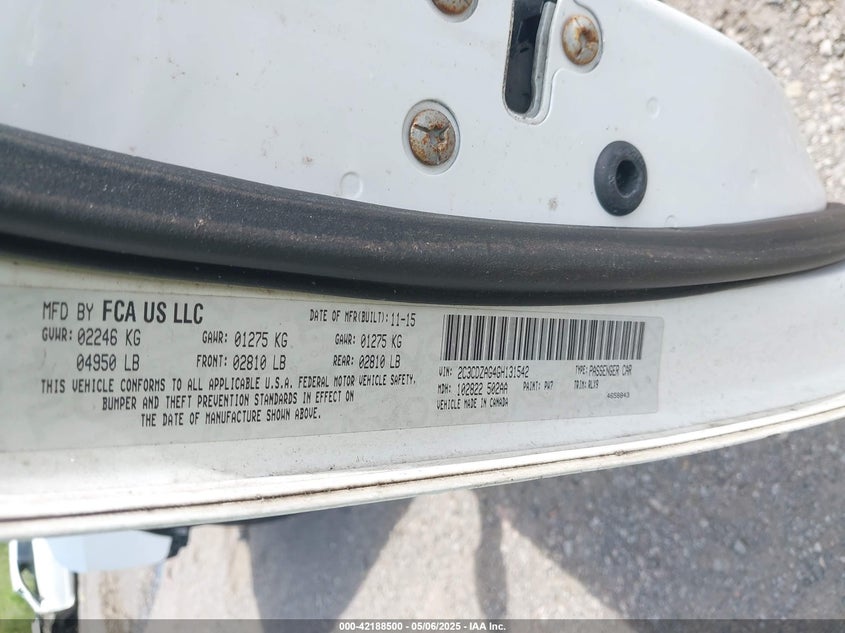 MFD BY FCA US LLC
DATE OF MFR(BUILT): 11-15
GVWR: 02246 KG
GAWR: 01275 KG
GAWR: 01275 KG
04950 LB
FRONT: 02810 LB
REAR: 02810 LB
THIS VEHICLE CONFORMS TO ALL APPLICABLE U.S.A. FEDERAL MOTOR VEHICLE SAFETY,
BUMPER AND THEFT PREVENTION STANDARDS IN EFFECT ON
THE DATE OF MANUFACTURE SHOWN ABOVE.
VIN: 2C3CDZAG4GH131542
TYPE: PASSENGER CAR
MDH: 102822 502AA
PAINT: PW7
TRIM: RLX9
VEHICLE MADE IN CANADA
4658843
000-42188500 - 05/06/2025 - IAA Inc.